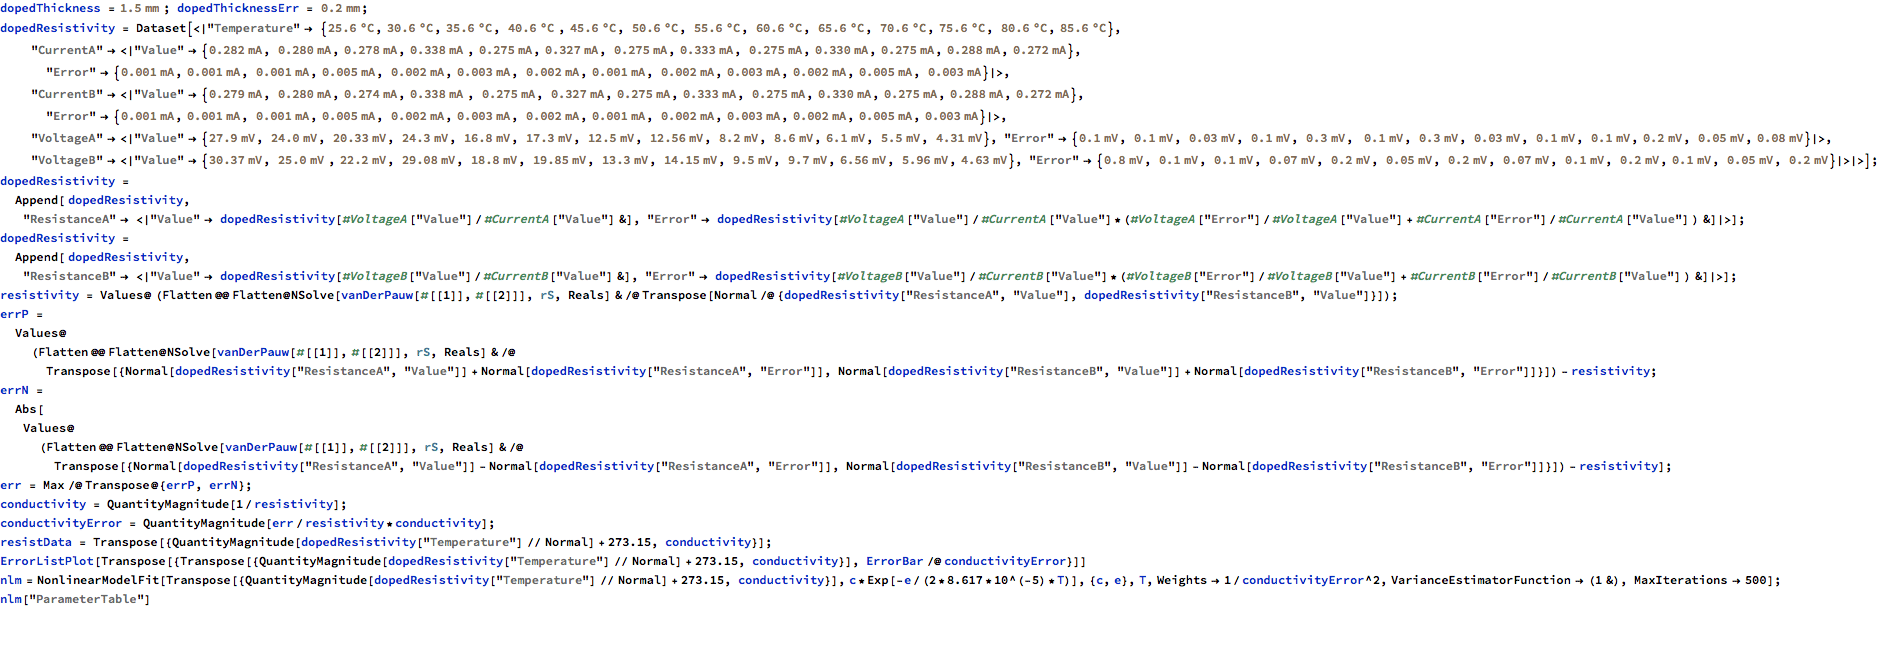 dopedThickness = 1.5 mm ; dopedThicknessErr = 0.2 mm;
dopedResistivity = Dataset[<|"Temperature" → {25.6 °C, 30.6 °C, 35.6 °C, 40.6 °C , 45.6 °C, 50.6 °C, 55.6 °C, 60.6 °C, 65.6 °C, 70.6 °C, 75.6 °C, 80.6 °C, 85.6 °C},
"CurrentA" → <|"Value" → {0.282 mA, 0.280 mA, 0.278 mA, 0.338 mA , 0.275 mA, 0.327 mA, 0.275 mA, 0.333 mA, 0.275 mA, 0.330 mA, 0.275 mA, 0.288 mA, 0.272 mA},
"Error" → {0.001 mA, 0.001 mA, 0.001 mA, 0.005 mA, 0.002 mA, 0.003 mA, 0.002 mA, 0.001 mA, 0.002 mA, 0.003 mA, 0.002 mA, 0.005 mA, 0.003 mA}|>,
"CurrentB" → <|"Value" → {0.279 mA, 0.280 mA, 0.274 mA, 0.338 mA , 0.275 mA, 0.327 mA, 0.275 mA, 0.333 mA, 0.275 mA, 0.330 mA, 0.275 mA, 0.288 mA, 0.272 mA},
"Error" → {0.001 mA, 0.001 mA, 0.001 mA, 0.005 mA, 0.002 mA, 0.003 mA, 0.002 mA, 0.001 mA, 0.002 mA, 0.003 mA, 0.002 mA, 0.005 mA, 0.003 mA}|>,
"VoltageA" → <|"Value" → {27.9 mV, 24.0 mV, 20.33 mV, 24.3 mV, 16.8 mV, 17.3 mV, 12.5 mV, 12.56 mV, 8.2 mV, 8.6 mV, 6.1 mV, 5.5 mV, 4.31 mV}, "Error" → {0.1 mV, 0.1 mV, 0.03 mV, 0.1 mV, 0.3 mV, 0.1 mV, 0.3 mV, 0.03 mV, 0.1 mV, 0.1 mV, 0.2 mV, 0.05 mV, 0.08 mV}|>,
"VoltageB" → <|"Value" → {30.37 mV, 25.0 mV , 22.2 mV, 29.08 mV, 18.8 mV, 19.85 mV, 13.3 mV, 14.15 mV, 9.5 mV, 9.7 mV, 6.56 mV, 5.96 mV, 4.63 mV}, "Error" → {0.8 mV, 0.1 mV, 0.1 mV, 0.07 mV, 0.2 mV, 0.05 mV, 0.2 mV, 0.07 mV, 0.1 mV, 0.2 mV, 0.1 mV, 0.05 mV, 0.2 mV}|>|>];
dopedResistivity =
Append[ dopedResistivity,
"ResistanceA" → <|"Value" → dopedResistivity[#VoltageA ["Value"] / #CurrentA ["Value"] &], "Error" → dopedResistivity[#VoltageA ["Value"] / #CurrentA ["Value"] * (#VoltageA ["Error"] / #VoltageA ["Value"] + #CurrentA ["Error"] / #CurrentA ["Value"] ) &]|>];
dopedResistivity =
Append[ dopedResistivity,
"ResistanceB" → <|"Value" → dopedResistivity[#VoltageB ["Value"] / #CurrentB ["Value"] &], "Error" → dopedResistivity[#VoltageB ["Value"] / #CurrentB ["Value"] * (#VoltageB ["Error"] / #VoltageB ["Value"] + #CurrentB ["Error"] / #CurrentB ["Value"] ) &]|>];
resistivity = Values@ (Flatten @@ Flatten@NSolve[vanDerPauw[#[[1]], #[[2]]], rS, Reals] & /@ Transpose[Normal /@ {dopedResistivity["ResistanceA", "Value"], dopedResistivity["ResistanceB", "Value"]}]);
errP =
Values@
(Flatten @@ Flatten@NSolve[vanDerPauw[#[[1]], #[[2]]], rS, Reals] & /@
Transpose[{Normal[dopedResistivity["ResistanceA", "Value"]] + Normal[dopedResistivity["ResistanceA", "Error"]], Normal[dopedResistivity["ResistanceB", "Value"]] + Normal[dopedResistivity["ResistanceB", "Error"]]}]) - resistivity;
errN =
Abs[
Values@
(Flatten @@ Flatten@NSolve[vanDerPauw[#[[1]], #[[2]]], rS, Reals] & /@
Transpose[{Normal[dopedResistivity["ResistanceA", "Value"]] - Normal[dopedResistivity["ResistanceA", "Error"]], Normal[dopedResistivity["ResistanceB", "Value"]] - Normal[dopedResistivity["ResistanceB", "Error"]]}]) - resistivity];
err = Max /@ Transpose@{errP, errN};
conductivity = QuantityMagnitude[1 / resistivity];
conductivityError = QuantityMagnitude[err / resistivity * conductivity];
resistData = Transpose[{QuantityMagnitude[dopedResistivity["Temperature"] // Normal] + 273.15, conductivity}];
ErrorListPlot[Transpose[{Transpose[{QuantityMagnitude[dopedResistivity["Temperature"] // Normal] + 273.15, conductivity}], ErrorBar /@ conductivityError}]]
nlm = NonlinearModelFit[Transpose[{QuantityMagnitude[dopedResistivity["Temperature"] // Normal] + 273.15, conductivity}], c * Exp[-e / (2 * 8.617 * 10^(-5) * T)], {c, e}, T, Weights → 1 / conductivityError^2, VarianceEstimatorFunction → (1 &), MaxIterations → 500];
nlm["ParameterTable"]